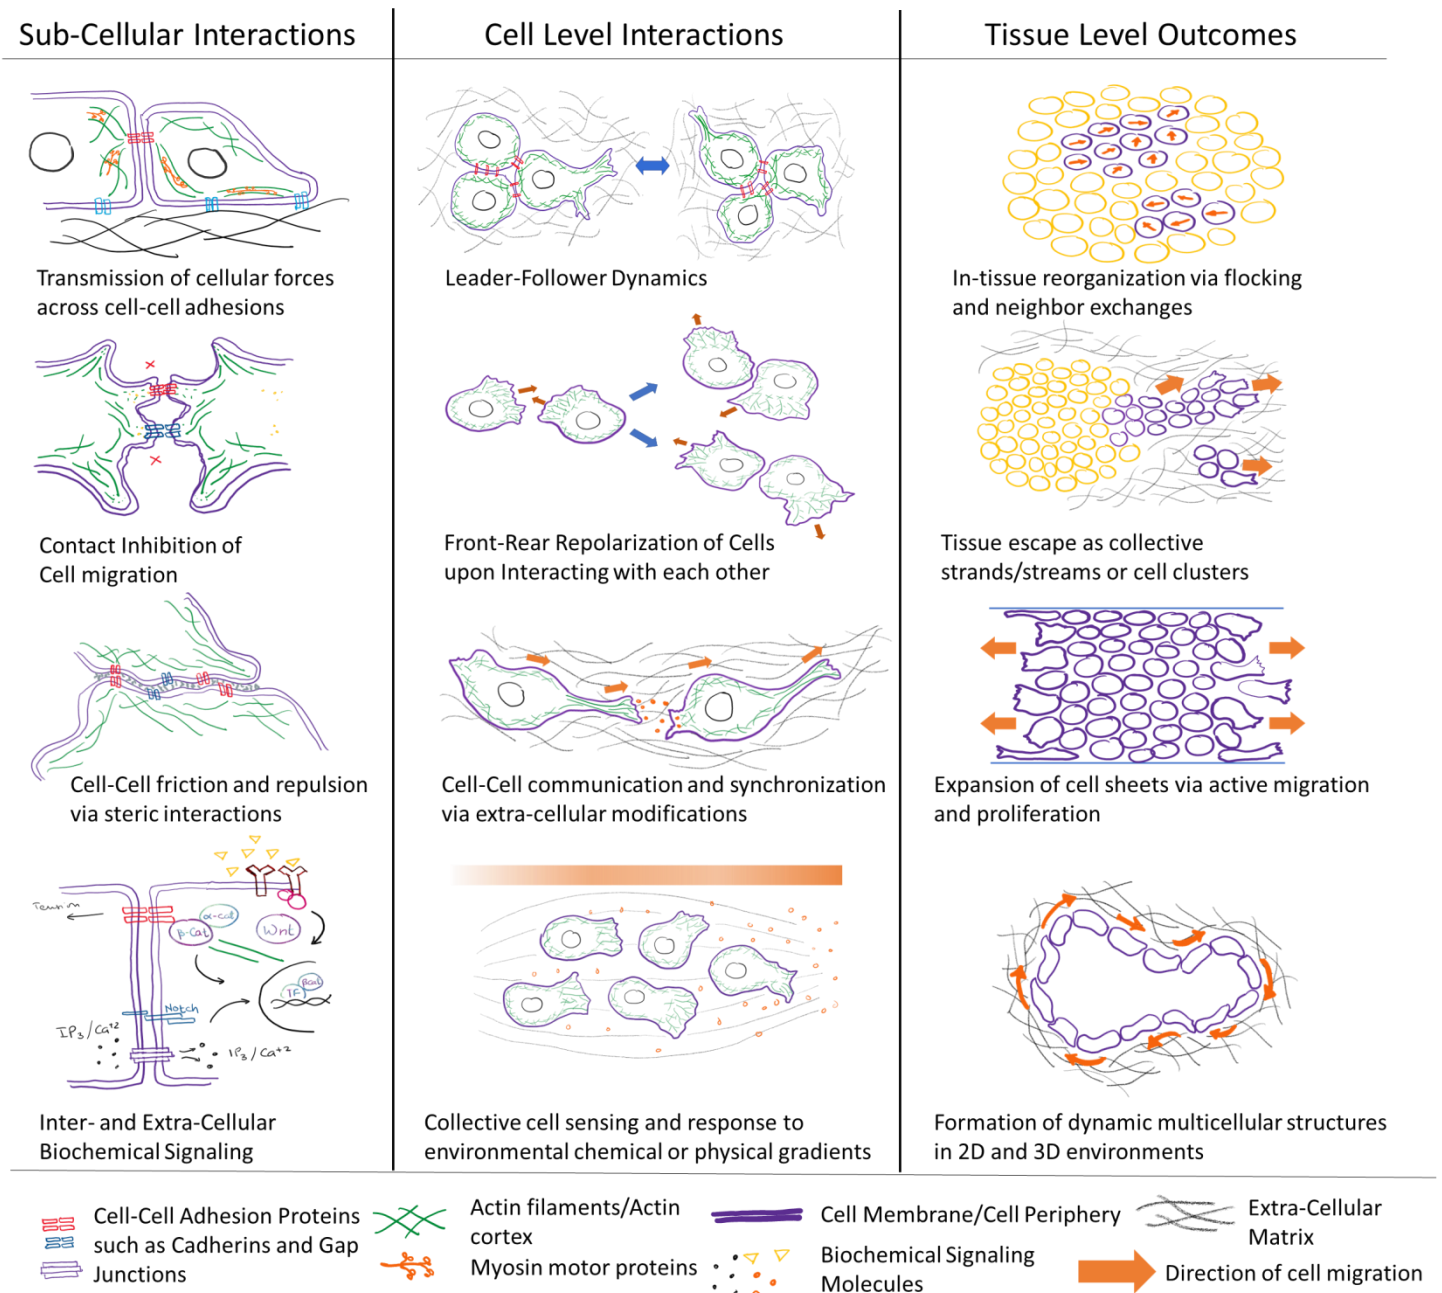 Sub-Cellular Interactions
Cell Level Interactions
Tissue Level Outcomes
Transmission of cellular forces
across cell-cell adhesions
Leader-Follower Dynamics
In-tissue reorganization via flocking
and neighbor exchanges
Contact Inhibition of
Cell migration
Front-Rear Repolarization of Cells
upon Interacting with each other
Tissue escape as collective
strands/streams or cell clusters
Cell-Cell friction and repulsion
via steric interactions
Cell-Cell communication and synchronization
via extra-cellular modifications
Expansion of cell sheets via active migration
and proliferation
Tension
α-cat
β-Cat
Wnt
βcat
TF
Notch
IP₃/Ca⁺²
IP₃/Ca⁺²
Inter- and Extra-Cellular
Biochemical Signaling
Collective cell sensing and response to
environmental chemical or physical gradients
Formation of dynamic multicellular structures
in 2D and 3D environments
Cell-Cell Adhesion Proteins
such as Cadherins and Gap
Junctions
Actin filaments/Actin
cortex
Myosin motor proteins
Cell Membrane/Cell Periphery
Biochemical Signaling
Molecules
Extra-Cellular
Matrix
Direction of cell migration